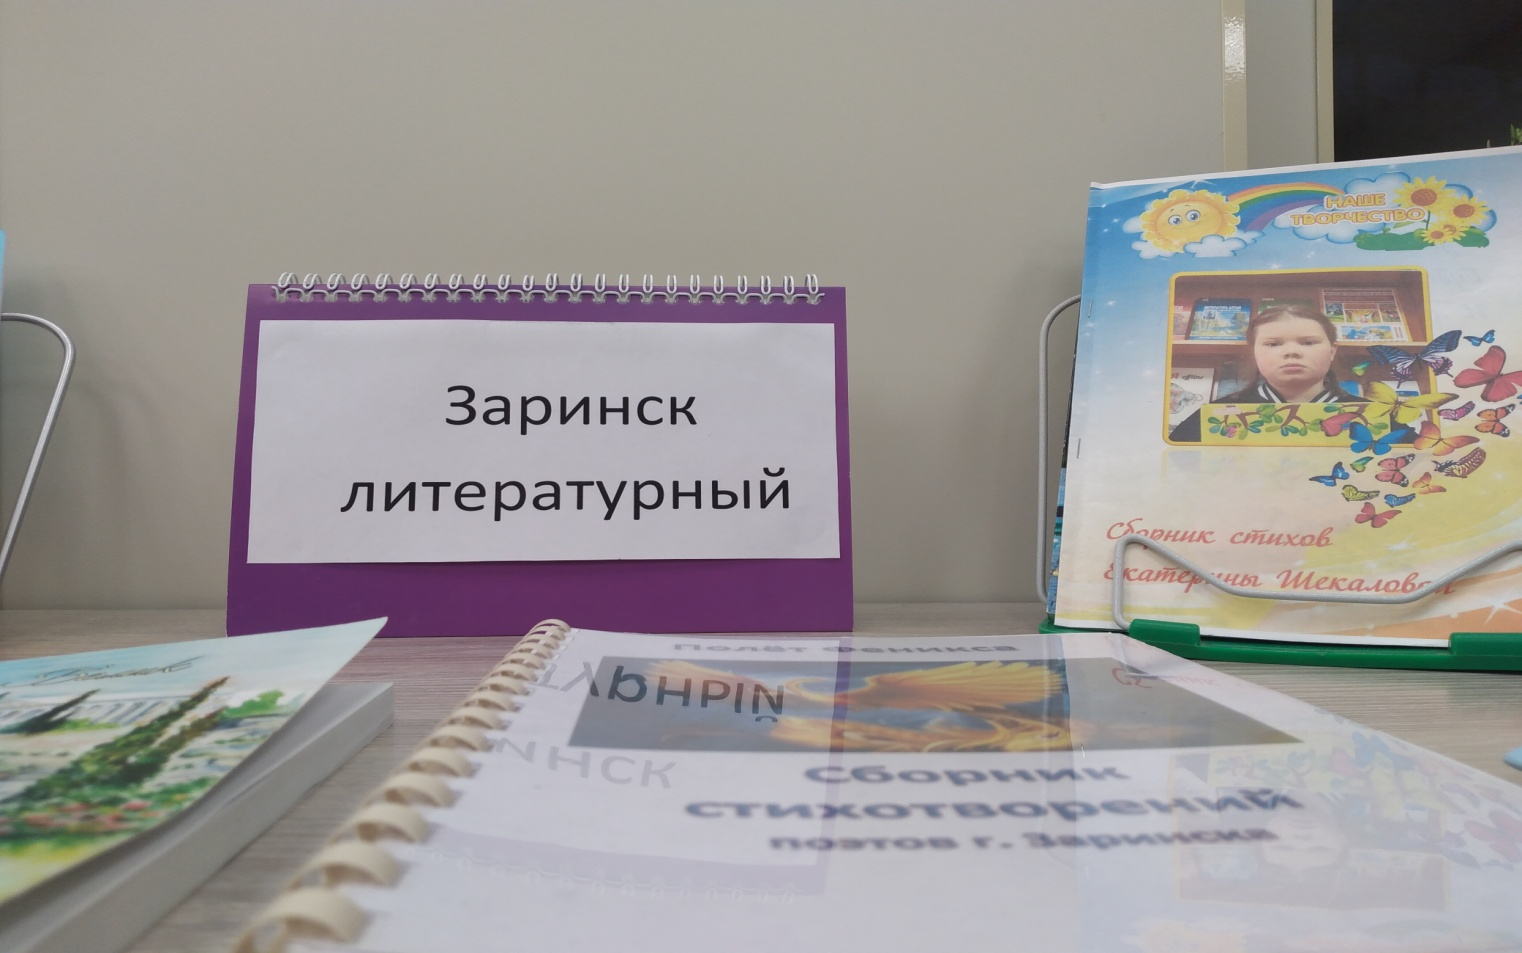 Заринск
литературный
НАШЕ
ТВОРЧЕСТВО
Сборник стихов
Екатерины Шекаловой
Полёт Феникса
Сборник
стихотворений
поэтов г. Заринска